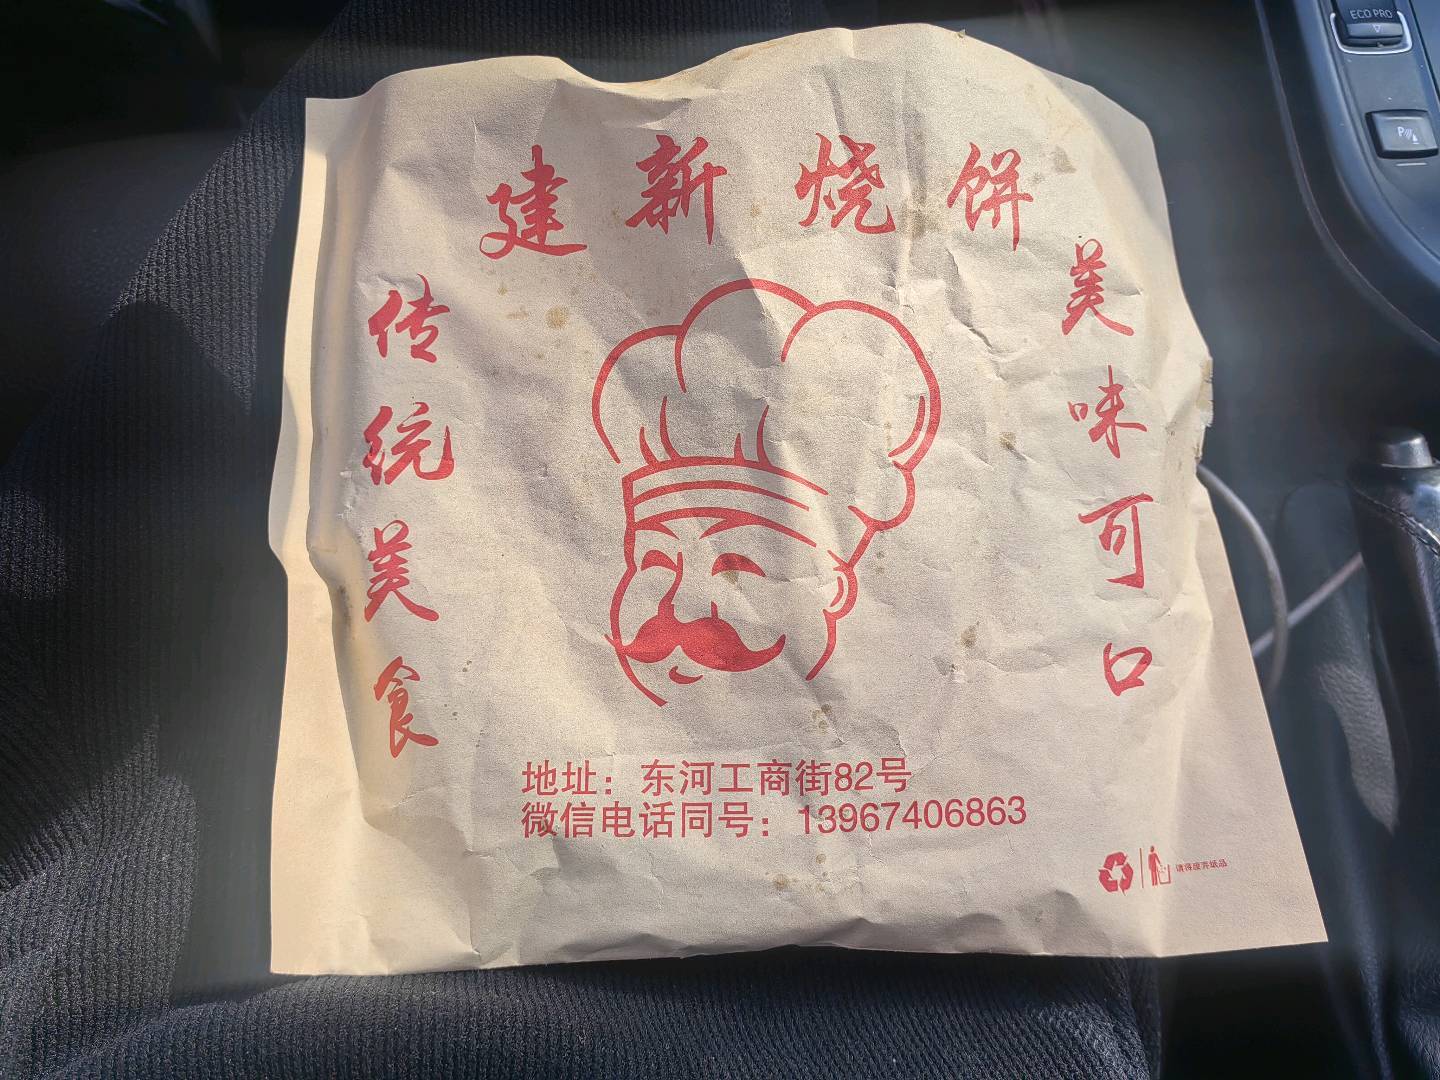 建新烧饼
传统美食
美味可口
地址：东河工商街82号
微信电话同号：13967406863
ECO PRO
P